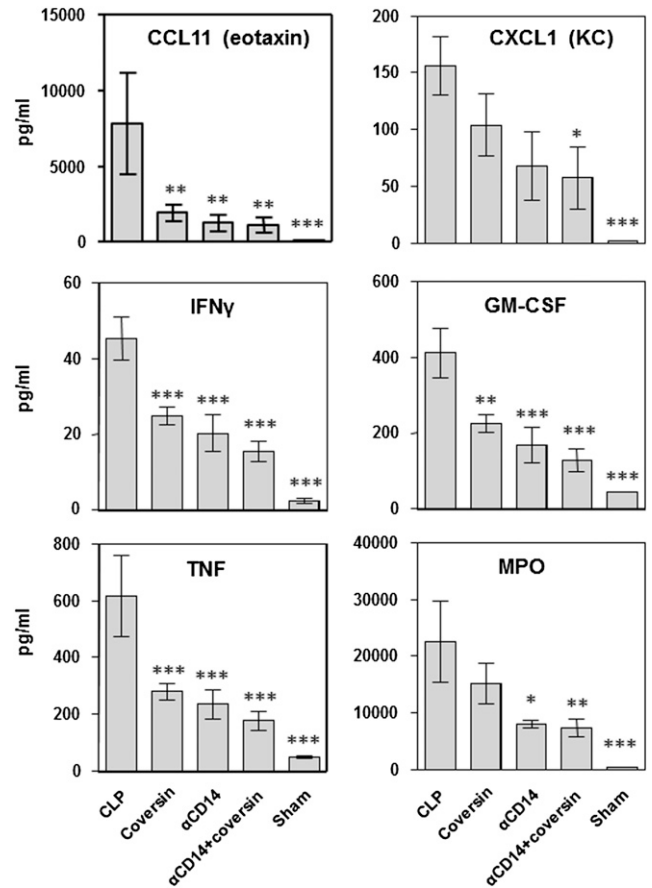 CCL11 (eotaxin)
pg/ml
15000
10000
5000
0
** ** ** ***
CXCL1 (KC)
200
150
100
50
0
* ***
IFNγ
pg/ml
60
40
20
0
*** *** *** ***
GM-CSF
600
400
200
0
** *** *** ***
TNF
pg/ml
800
600
400
200
0
*** *** *** ***
MPO
40000
30000
20000
10000
0
* ** ***
CLP
Coversin
αCD14
αCD14+coversin
Sham
CLP
Coversin
αCD14
αCD14+coversin
Sham